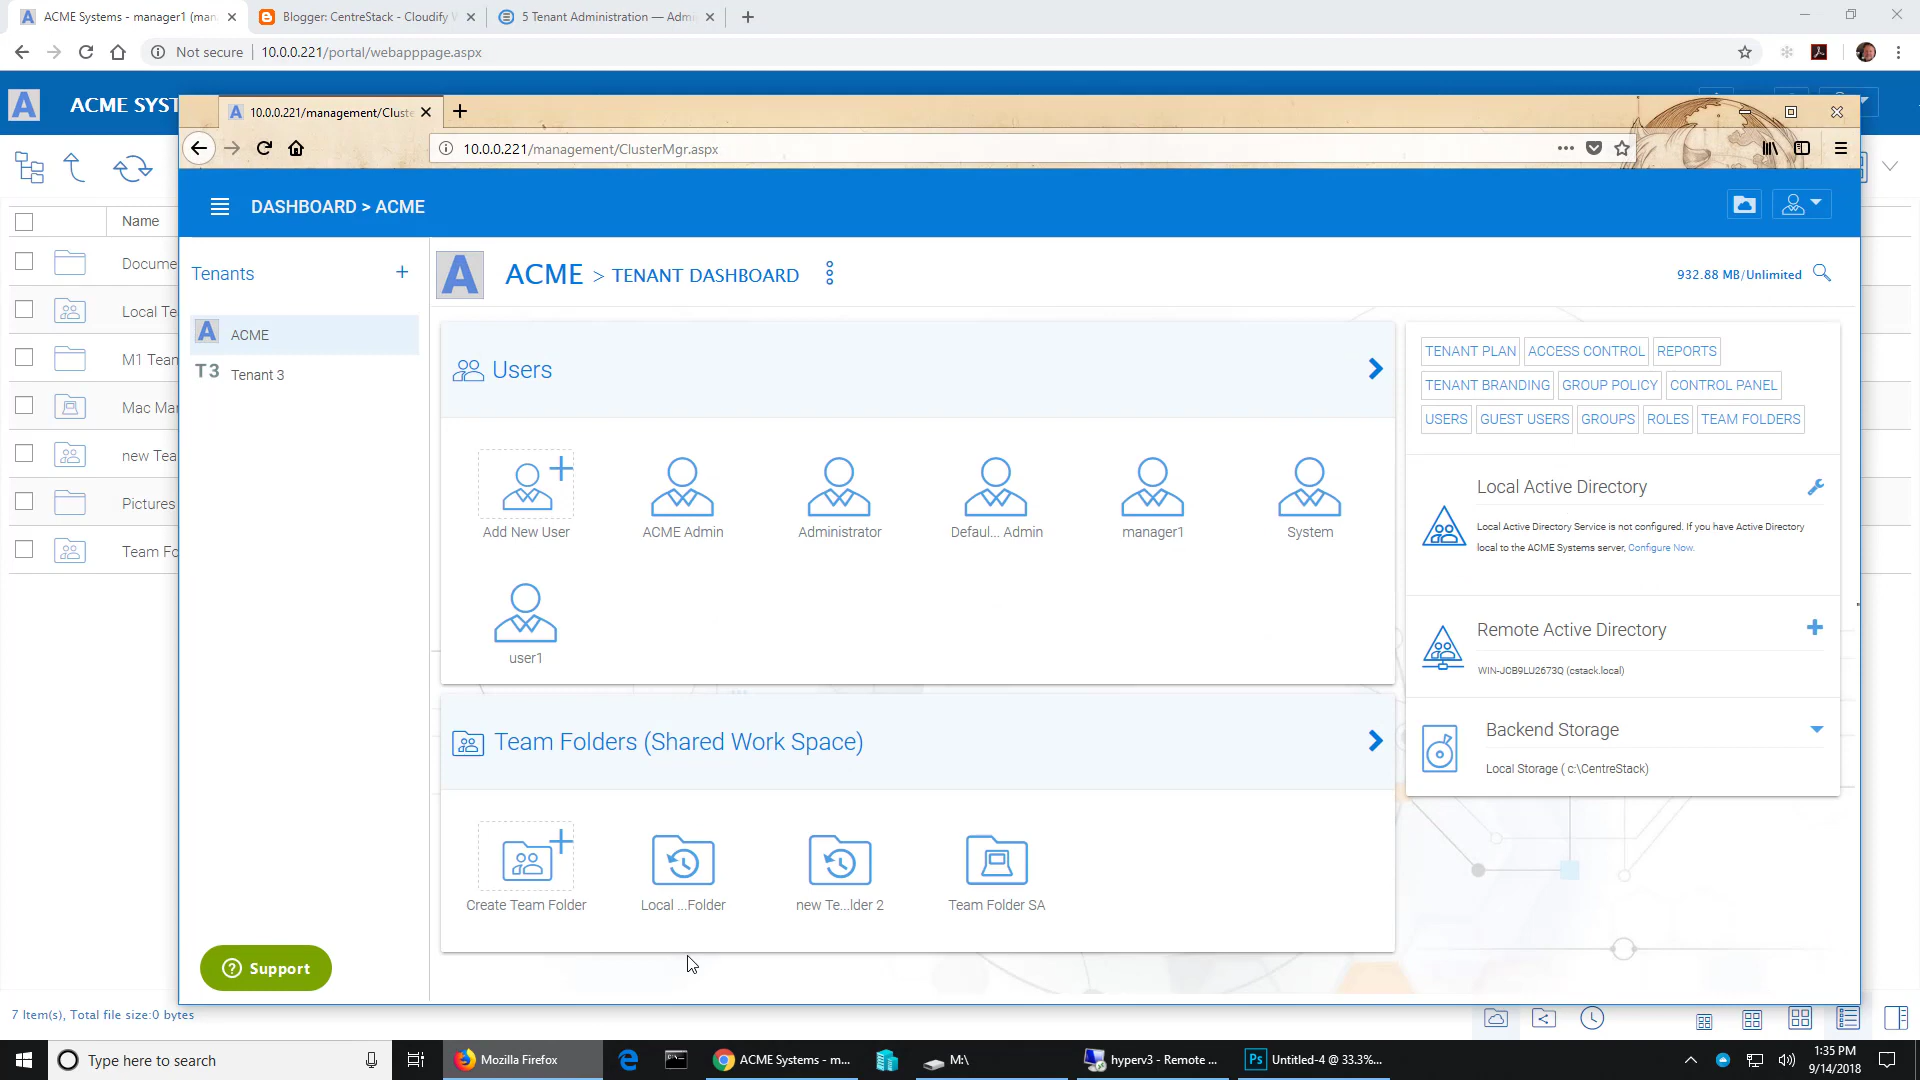 ACME Systems - manager1 (man
Blogger: CentreStack - Cloudify
5 Tenant Administration — Admi
Not secure
10.0.0.221/portal/webapppage.aspx
A
ACME SYST
10.0.0.221/management/Cluste
10.0.0.221/management/ClusterMgr.aspx
DASHBOARD > ACME
Name
Docume
Local Te
M1 Tean
Mac Mar
new Tea
Pictures
Team Fo
Tenants
A ACME
T3 Tenant 3
A ACME > TENANT DASHBOARD
932.88 MB/Unlimited
Users
Add New User
ACME Admin
Administrator
Defaul... Admin
manager1
System
user1
Team Folders (Shared Work Space)
Create Team Folder
Local ...Folder
new Te...lder 2
Team Folder SA
TENANT PLAN ACCESS CONTROL REPORTS
TENANT BRANDING GROUP POLICY CONTROL PANEL
USERS GUEST USERS GROUPS ROLES TEAM FOLDERS
Local Active Directory
Local Active Directory Service is not configured. If you have Active Directory
local to the ACME Systems server, Configure Now.
Remote Active Directory
WIN-JCB9LU2673Q (cstack.local)
Backend Storage
Local Storage ( c:\CentreStack)
Support
7 Item(s), Total file size:0 bytes
Type here to search
Mozilla Firefox
ACME Systems - m...
M:\
hyperv3 - Remote ...
Ps Untitled-4 @ 33.3%...
1:35 PM
9/14/2018